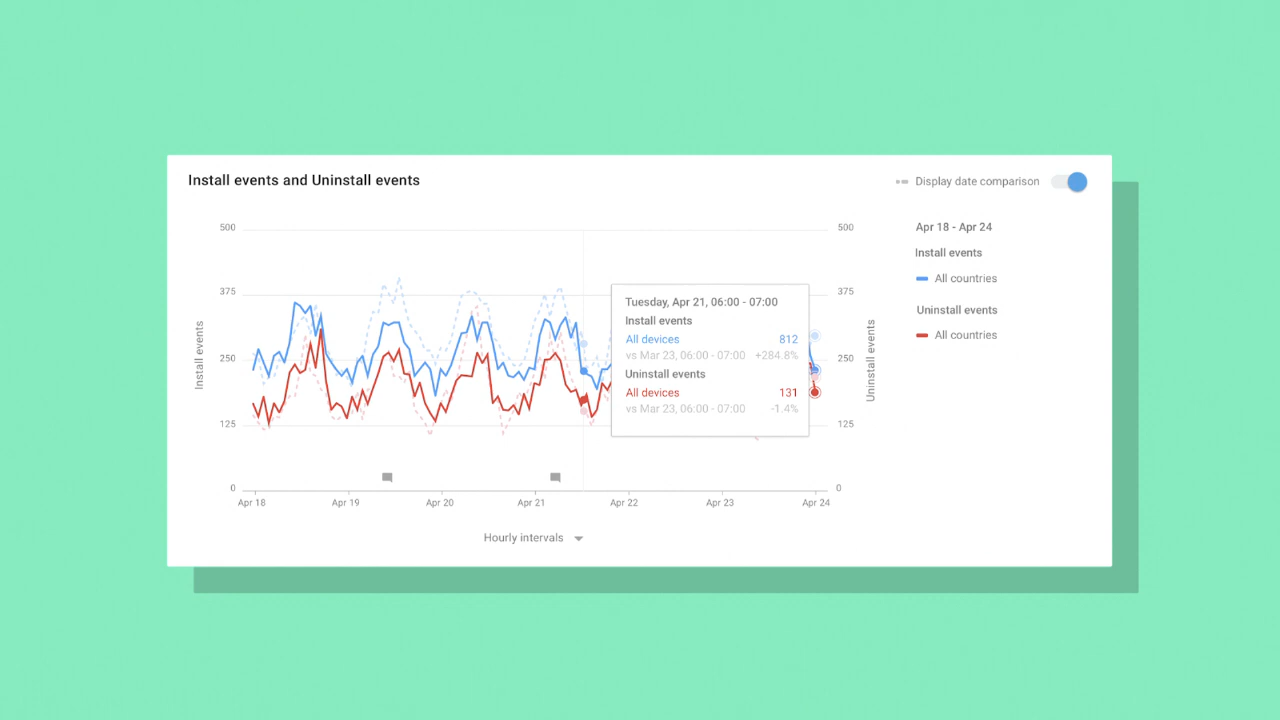 Install events and Uninstall events
Display date comparison
500
375
250
125
0
Install events
500
375
250
125
0
Uninstall events
Apr 18
Apr 19
Apr 20
Apr 21
Apr 22
Apr 23
Apr 24
Hourly intervals
Tuesday, Apr 21, 06:00 - 07:00
Install events
All devices 812
vs Mar 23, 06:00 - 07:00 +284.8%
Uninstall events
All devices 131
vs Mar 23, 06:00 - 07:00 -1.4%
Apr 18 - Apr 24
Install events
All countries
Uninstall events
All countries